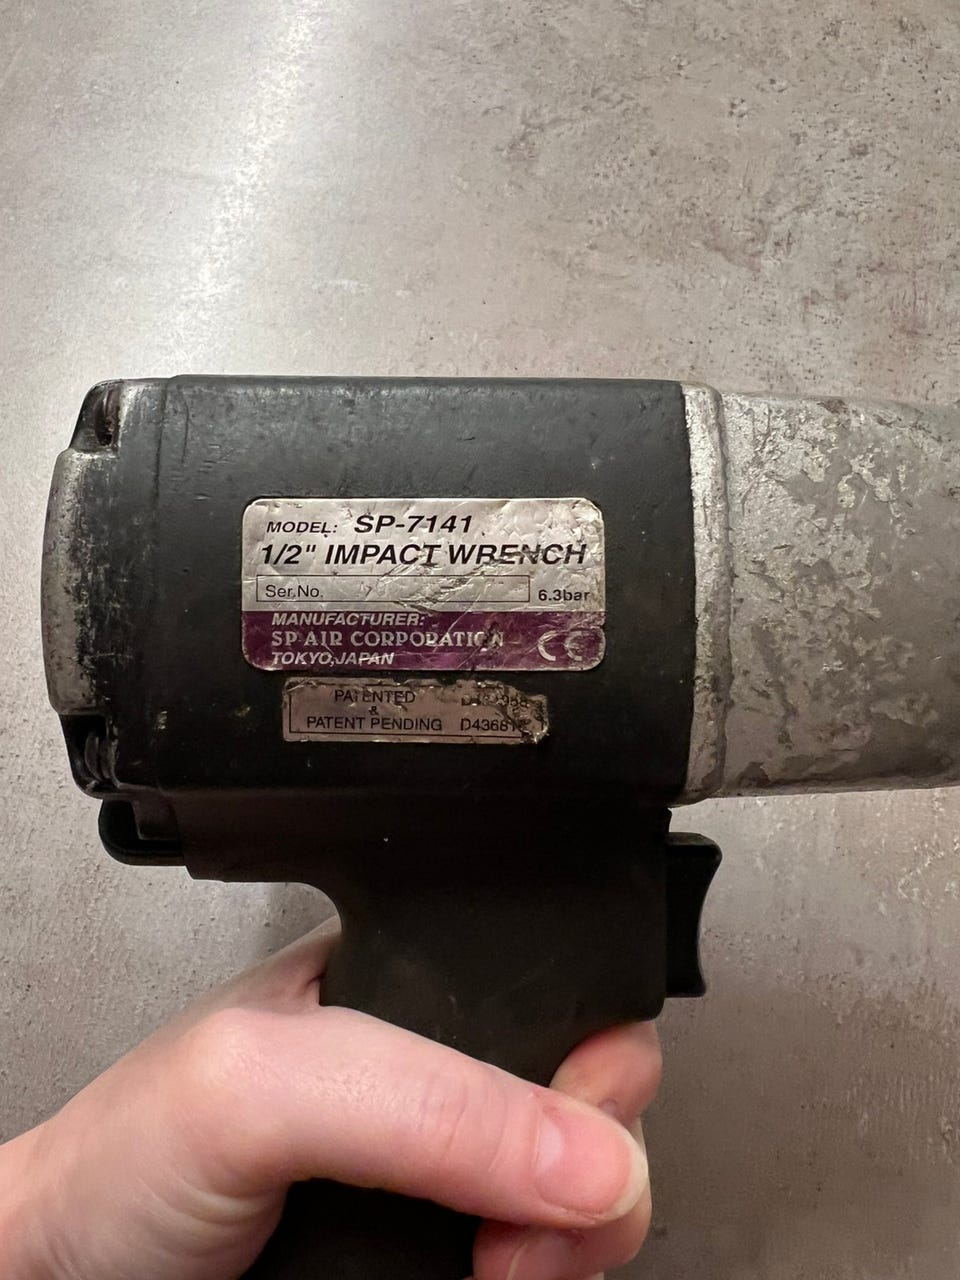 MODEL: SP-7141
1/2" IMPACT WRENCH
Ser.No.
6.3bar
MANUFACTURER:
SP AIR CORPORATION
TOKYO,JAPAN
CE
PATENTED
&
PATENT PENDING